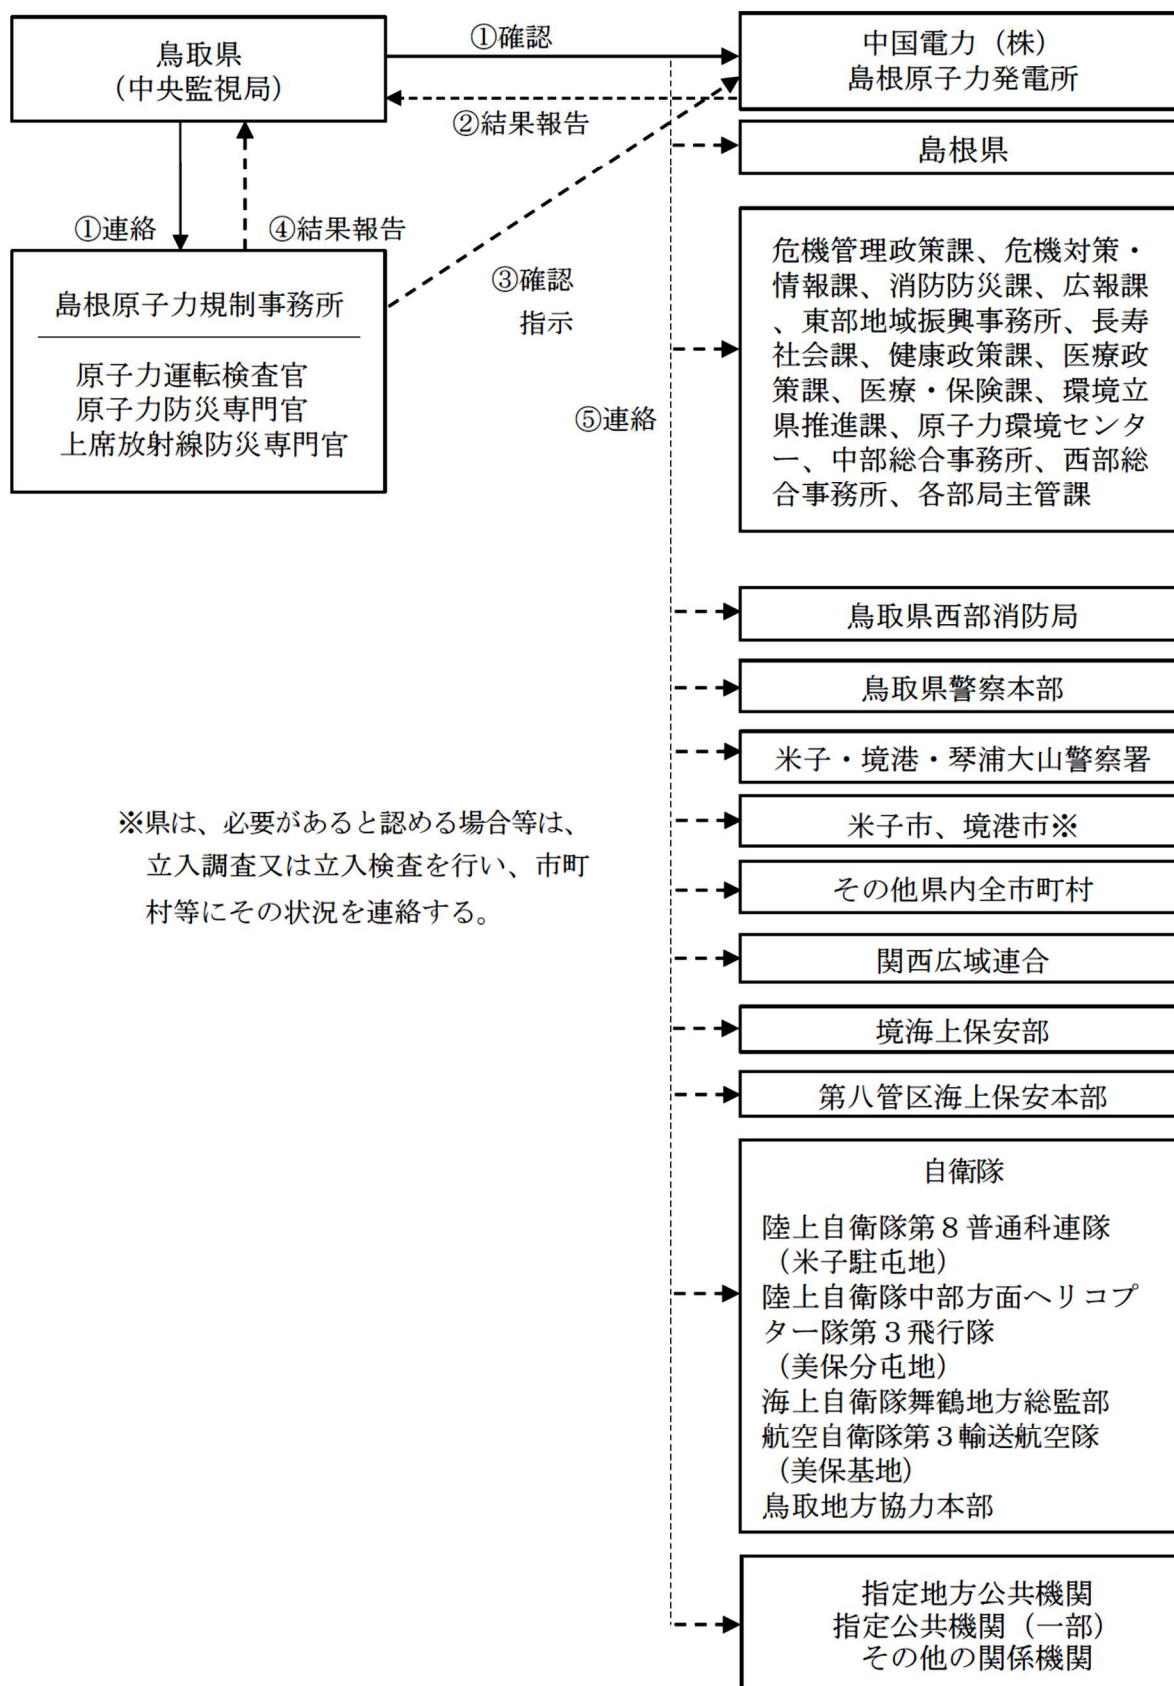 ①確認
鳥取県
（中央監視局）
中国電力（株）
島根原子力発電所
②結果報告
島根県
①連絡
④結果報告
島根原子力規制事務所
原子力運転検査官
原子力防災専門官
上席放射線防災専門官
③確認
指示
⑤連絡
危機管理政策課、危機対策・
情報課、消防防災課、広報課
、東部地域振興事務所、長寿
社会課、健康政策課、医療政
策課、医療・保険課、環境立
県推進課、原子力環境センタ
ー、中部総合事務所、西部総
合事務所、各部局主管課
鳥取県西部消防局
鳥取県警察本部
米子・境港・琴浦大山警察署
米子市、境港市※
その他県内全市町村
※県は、必要があると認める場合等は、
立入調査又は立入検査を行い、市町
村等にその状況を連絡する。
関西広域連合
境海上保安部
第八管区海上保安本部
自衛隊
陸上自衛隊第８普通科連隊
（米子駐屯地）
陸上自衛隊中部方面ヘリコプ
ター隊第３飛行隊
（美保分屯地）
海上自衛隊舞鶴地方総監部
航空自衛隊第３輸送航空隊
（美保基地）
鳥取地方協力本部
指定地方公共機関
指定公共機関（一部）
その他の関係機関